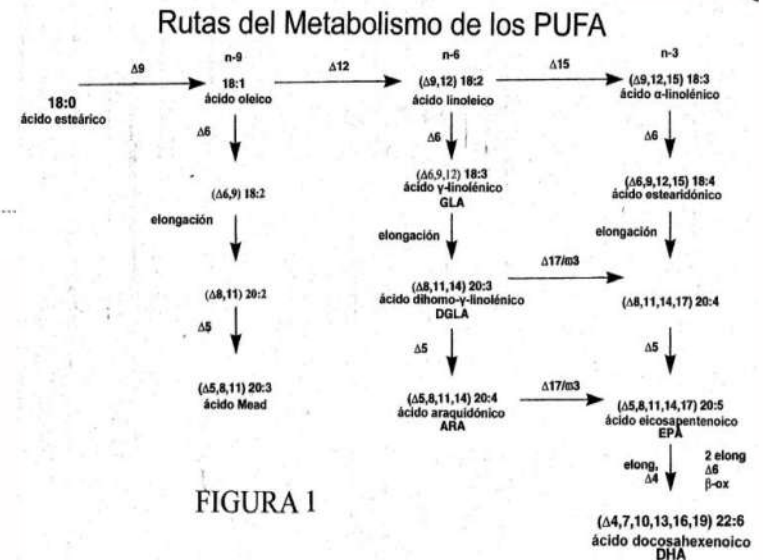 Rutas del Metabolismo de los PUFA
n-9
n-6
n-3
Δ9
Δ12
Δ15
18:0
ácido esteárico
18:1
ácido oleico
(Δ9,12) 18:2
ácido linoleico
(Δ9,12,15) 18:3
ácido α-linolénico
Δ6
Δ6
Δ6
(Δ6,9) 18:2
(Δ6,9,12) 18:3
ácido γ-linolénico
GLA
(Δ6,9,12,15) 18:4
ácido estearidónico
elongación
elongación
elongación
(Δ8,11) 20:2
(Δ8,11,14) 20:3
ácido dihomo-γ-linolénico
DGLA
Δ17/ω3
(Δ8,11,14,17) 20:4
Δ5
Δ5
Δ5
(Δ5,8,11) 20:3
ácido Mead
(Δ5,8,11,14) 20:4
ácido araquidónico
ARA
Δ17/ω3
(Δ5,8,11,14,17) 20:5
ácido eicosapentenoico
EPA
elong,
Δ4
2 elong
Δ6
β-ox
(Δ4,7,10,13,16,19) 22:6
ácido docosahexenoico
DHA
FIGURA 1